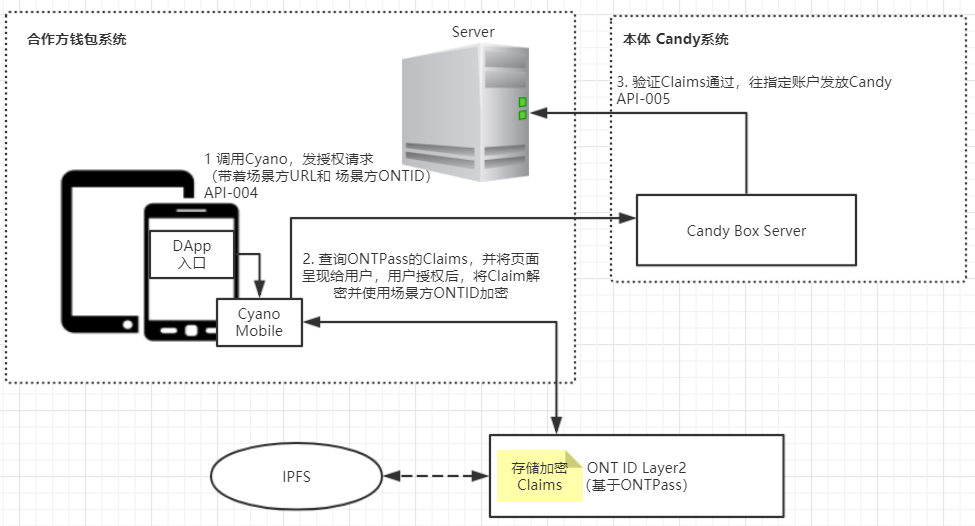 合作方钱包系统
Server
本体 Candy系统
3. 验证Claims通过，往指定账户发放Candy
API-005
1 调用Cyano，发授权请求
（带着场景方URL和 场景方ONTID）
API-004
DApp
入口
Candy Box Server
2. 查询ONTPass的Claims，并将页面
呈现给用户，用户授权后，将Claim解
密并使用场景方ONTID加密
Cyano
Mobile
IPFS
存储加密
Claims
ONT ID Layer2
（基于ONTPass）